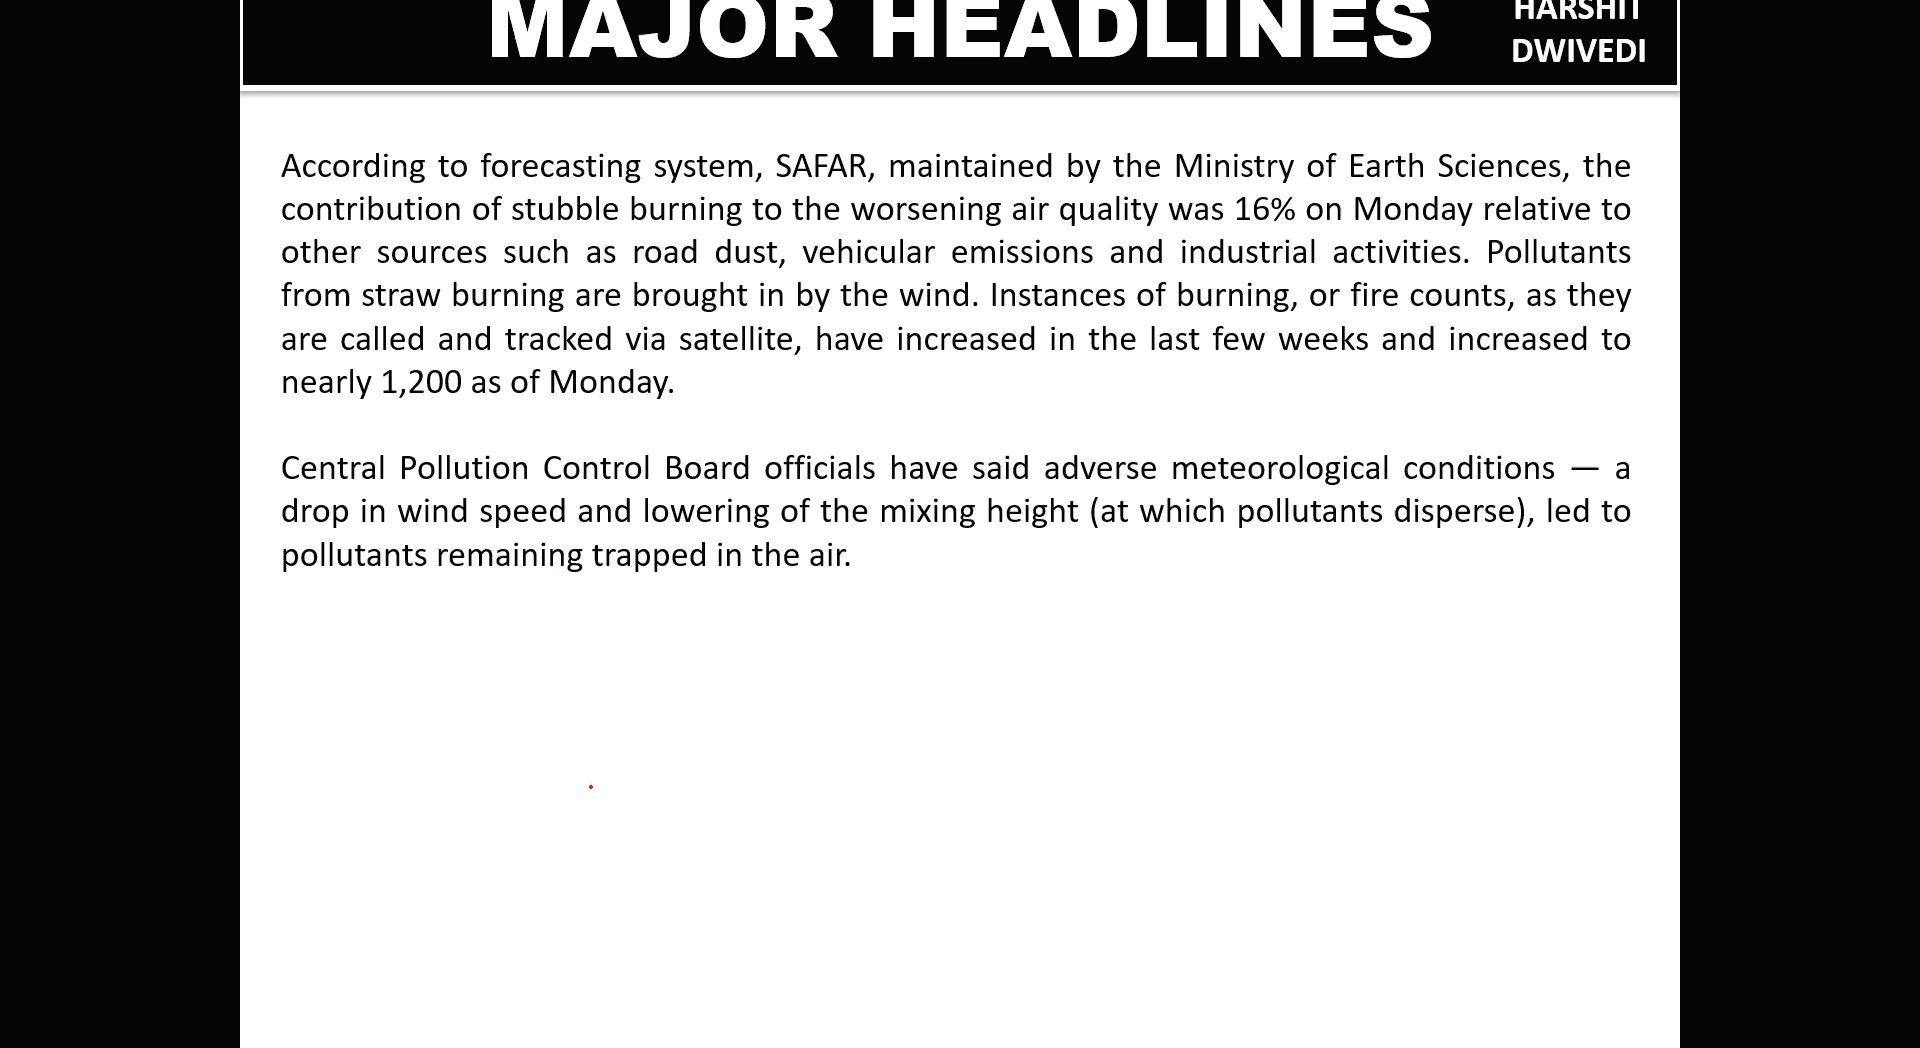 MAJOR HEADLINES
HARSHIT
DWIVEDI
According to forecasting system, SAFAR, maintained by the Ministry of Earth Sciences, the
contribution of stubble burning to the worsening air quality was 16% on Monday relative to
other sources such as road dust, vehicular emissions and industrial activities. Pollutants
from straw burning are brought in by the wind. Instances of burning, or fire counts, as they
are called and tracked via satellite, have increased in the last few weeks and increased to
nearly 1,200 as of Monday.
Central Pollution Control Board officials have said adverse meteorological conditions — a
drop in wind speed and lowering of the mixing height (at which pollutants disperse), led to
pollutants remaining trapped in the air.